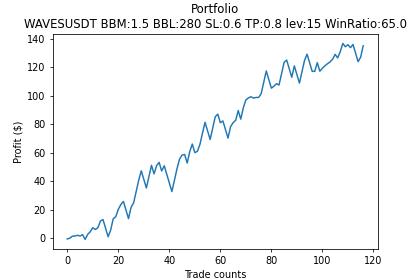 Portfolio
WAVESUSDT BBM:1.5 BBL:280 SL:0.6 TP:0.8 lev:15 WinRatio:65.0
140
120
100
80
60
40
20
0
Profit ($)
0 20 40 60 80 100 120
Trade counts